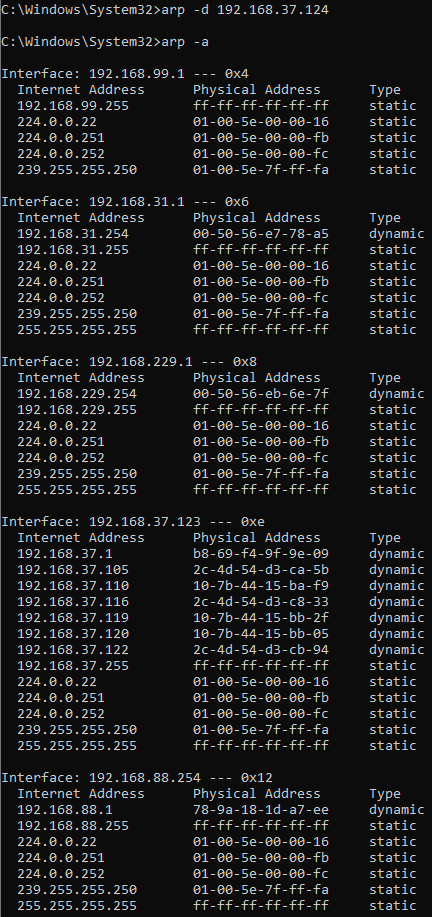 C:\Windows\System32>arp -d 192.168.37.124
C:\Windows\System32>arp -a
Interface: 192.168.99.1 --- 0x4
  Internet Address      Physical Address      Type
  192.168.99.255        ff-ff-ff-ff-ff-ff     static
  224.0.0.22            01-00-5e-00-00-16     static
  224.0.0.251           01-00-5e-00-00-fb     static
  224.0.0.252           01-00-5e-00-00-fc     static
  239.255.255.250       01-00-5e-7f-ff-fa     static
Interface: 192.168.31.1 --- 0x6
  Internet Address      Physical Address      Type
  192.168.31.254        00-50-56-e7-78-a5     dynamic
  192.168.31.255        ff-ff-ff-ff-ff-ff     static
  224.0.0.22            01-00-5e-00-00-16     static
  224.0.0.251           01-00-5e-00-00-fb     static
  224.0.0.252           01-00-5e-00-00-fc     static
  239.255.255.250       01-00-5e-7f-ff-fa     static
  255.255.255.255       ff-ff-ff-ff-ff-ff     static
Interface: 192.168.229.1 --- 0x8
  Internet Address      Physical Address      Type
  192.168.229.254       00-50-56-eb-6e-7f     dynamic
  192.168.229.255       ff-ff-ff-ff-ff-ff     static
  224.0.0.22            01-00-5e-00-00-16     static
  224.0.0.251           01-00-5e-00-00-fb     static
  224.0.0.252           01-00-5e-00-00-fc     static
  239.255.255.250       01-00-5e-7f-ff-fa     static
  255.255.255.255       ff-ff-ff-ff-ff-ff     static
Interface: 192.168.37.123 --- 0xe
  Internet Address      Physical Address      Type
  192.168.37.1          b8-69-f4-9f-9e-09     dynamic
  192.168.37.105        2c-4d-54-d3-ca-5b     dynamic
  192.168.37.110        10-7b-44-15-ba-f9     dynamic
  192.168.37.116        2c-4d-54-d3-c8-33     dynamic
  192.168.37.119        10-7b-44-15-bb-2f     dynamic
  192.168.37.120        10-7b-44-15-bb-05     dynamic
  192.168.37.122        2c-4d-54-d3-cb-94     dynamic
  192.168.37.255        ff-ff-ff-ff-ff-ff     static
  224.0.0.22            01-00-5e-00-00-16     static
  224.0.0.251           01-00-5e-00-00-fb     static
  224.0.0.252           01-00-5e-00-00-fc     static
  239.255.255.250       01-00-5e-7f-ff-fa     static
  255.255.255.255       ff-ff-ff-ff-ff-ff     static
Interface: 192.168.88.254 --- 0x12
  Internet Address      Physical Address      Type
  192.168.88.1          78-9a-18-1d-a7-ee     dynamic
  192.168.88.255        ff-ff-ff-ff-ff-ff     static
  224.0.0.22            01-00-5e-00-00-16     static
  224.0.0.251           01-00-5e-00-00-fb     static
  224.0.0.252           01-00-5e-00-00-fc     static
  239.255.255.250       01-00-5e-7f-ff-fa     static
  255.255.255.255       ff-ff-ff-ff-ff-ff     static